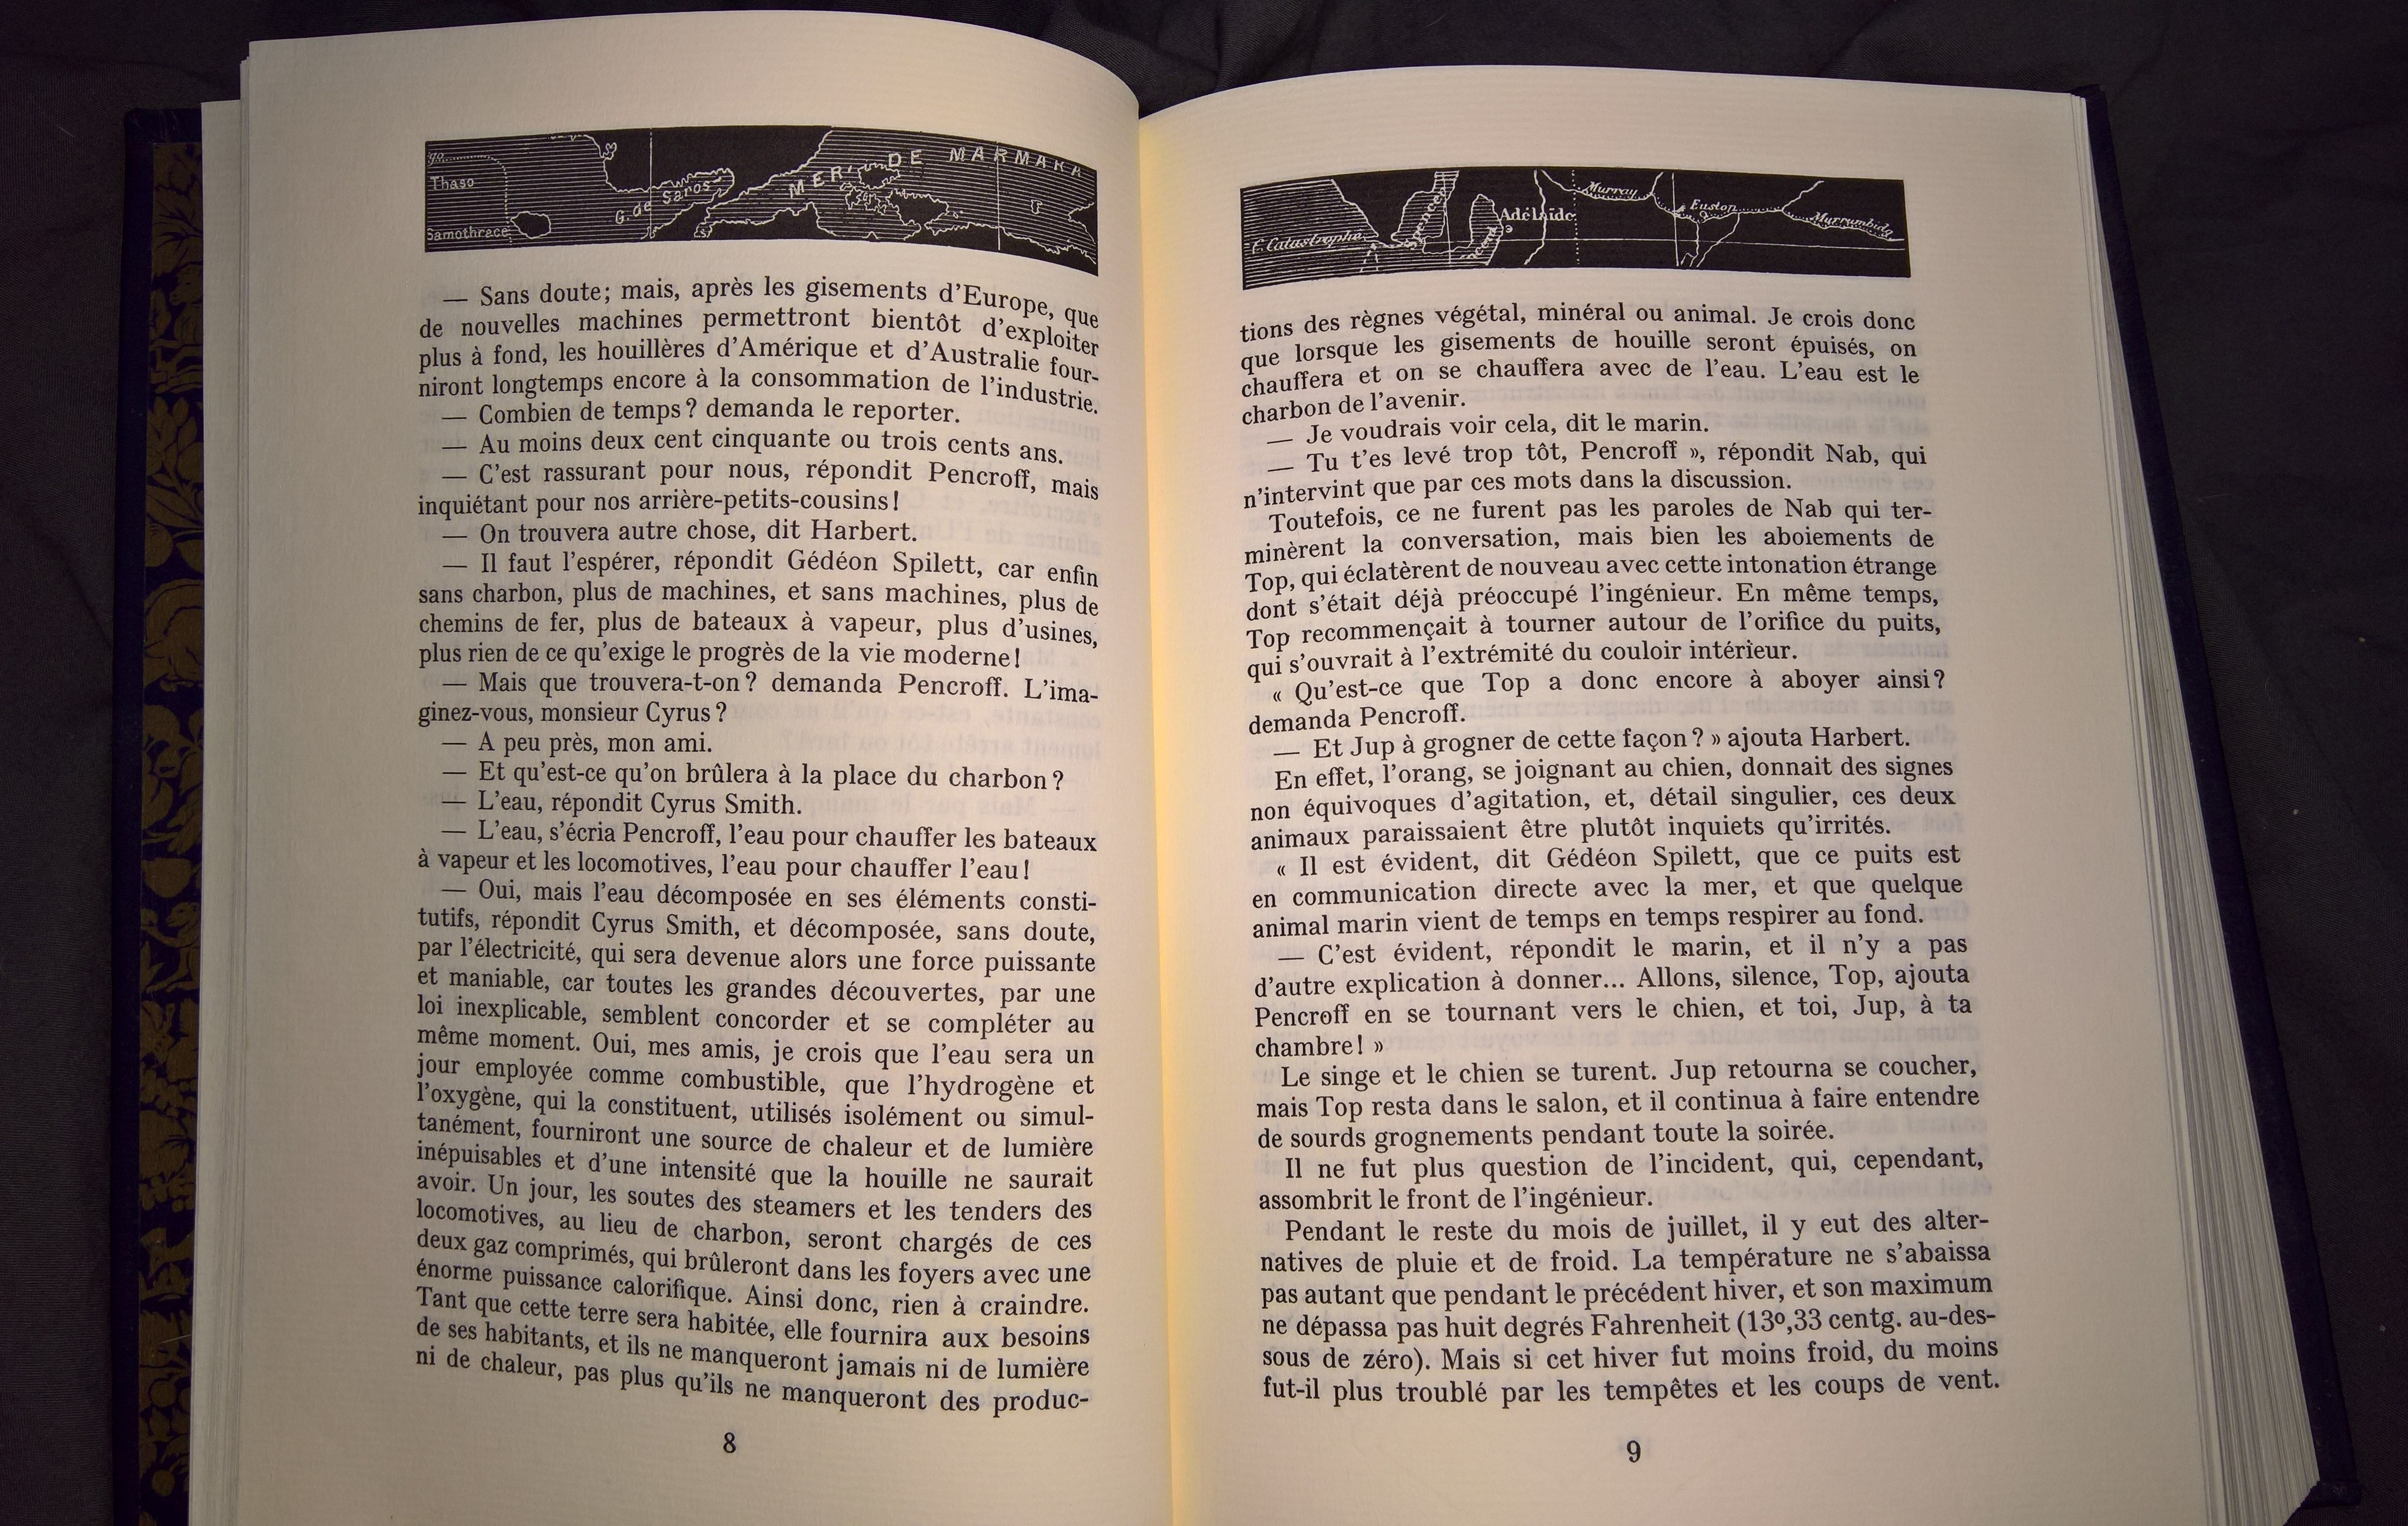 go
Thaso
Samothrace
G. de Saros
MER DE MARMARA
— Sans doute; mais, après les gisements d'Europe, que
de nouvelles machines permettront bientôt d'exploiter
plus à fond, les houillères d'Amérique et d'Australie four-
niront longtemps encore à la consommation de l'industrie.
— Combien de temps? demanda le reporter.
— Au moins deux cent cinquante ou trois cents ans.
— C'est rassurant pour nous, répondit Pencroff, mais
inquiétant pour nos arrière-petits-cousins!
— On trouvera autre chose, dit Harbert.
— Il faut l'espérer, répondit Gédéon Spilett, car enfin
sans charbon, plus de machines, et sans machines, plus de
chemins de fer, plus de bateaux à vapeur, plus d'usines,
plus rien de ce qu'exige le progrès de la vie moderne!
— Mais que trouvera-t-on? demanda Pencroff. L'ima-
ginez-vous, monsieur Cyrus?
— A peu près, mon ami.
— Et qu'est-ce qu'on brûlera à la place du charbon?
— L'eau, répondit Cyrus Smith.
— L'eau, s'écria Pencroff, l'eau pour chauffer les bateaux
à vapeur et les locomotives, l'eau pour chauffer l'eau!
— Oui, mais l'eau décomposée en ses éléments consti-
tutifs, répondit Cyrus Smith, et décomposée, sans doute,
par l'électricité, qui sera devenue alors une force puissante
et maniable, car toutes les grandes découvertes, par une
loi inexplicable, semblent concorder et se compléter au
même moment. Oui, mes amis, je crois que l'eau sera un
jour employée comme combustible, que l'hydrogène et
l'oxygène, qui la constituent, utilisés isolément ou simul-
tanément, fourniront une source de chaleur et de lumière
inépuisables et d'une intensité que la houille ne saurait
avoir. Un jour, les soutes des steamers et les tenders des
locomotives, au lieu de charbon, seront chargés de ces
deux gaz comprimés, qui brûleront dans les foyers avec une
énorme puissance calorifique. Ainsi donc, rien à craindre.
Tant que cette terre sera habitée, elle fournira aux besoins
de ses habitants, et ils ne manqueront jamais ni de lumière
ni de chaleur, pas plus qu'ils ne manqueront des produc-
8
C. Catastrophe
Adélaïde
Murray
Euston
Murrumbidg
tions des règnes végétal, minéral ou animal. Je crois donc
que lorsque les gisements de houille seront épuisés, on
chauffera et on se chauffera avec de l'eau. L'eau est le
charbon de l'avenir.
— Je voudrais voir cela, dit le marin.
— Tu t'es levé trop tôt, Pencroff », répondit Nab, qui
n'intervint que par ces mots dans la discussion.
Toutefois, ce ne furent pas les paroles de Nab qui ter-
minèrent la conversation, mais bien les aboiements de
Top, qui éclatèrent de nouveau avec cette intonation étrange
dont s'était déjà préoccupé l'ingénieur. En même temps,
Top recommençait à tourner autour de l'orifice du puits,
qui s'ouvrait à l'extrémité du couloir intérieur.
« Qu'est-ce que Top a donc encore à aboyer ainsi?
demanda Pencroff.
— Et Jup à grogner de cette façon? » ajouta Harbert.
En effet, l'orang, se joignant au chien, donnait des signes
non équivoques d'agitation, et, détail singulier, ces deux
animaux paraissaient être plutôt inquiets qu'irrités.
« Il est évident, dit Gédéon Spilett, que ce puits est
en communication directe avec la mer, et que quelque
animal marin vient de temps en temps respirer au fond.
— C'est évident, répondit le marin, et il n'y a pas
d'autre explication à donner... Allons, silence, Top, ajouta
Pencroff en se tournant vers le chien, et toi, Jup, à ta
chambre! »
Le singe et le chien se turent. Jup retourna se coucher,
mais Top resta dans le salon, et il continua à faire entendre
de sourds grognements pendant toute la soirée.
Il ne fut plus question de l'incident, qui, cependant,
assombrit le front de l'ingénieur.
Pendant le reste du mois de juillet, il y eut des alter-
natives de pluie et de froid. La température ne s'abaissa
pas autant que pendant le précédent hiver, et son maximum
ne dépassa pas huit degrés Fahrenheit (13º,33 centg. au-des-
sous de zéro). Mais si cet hiver fut moins froid, du moins
fut-il plus troublé par les tempêtes et les coups de vent.
9